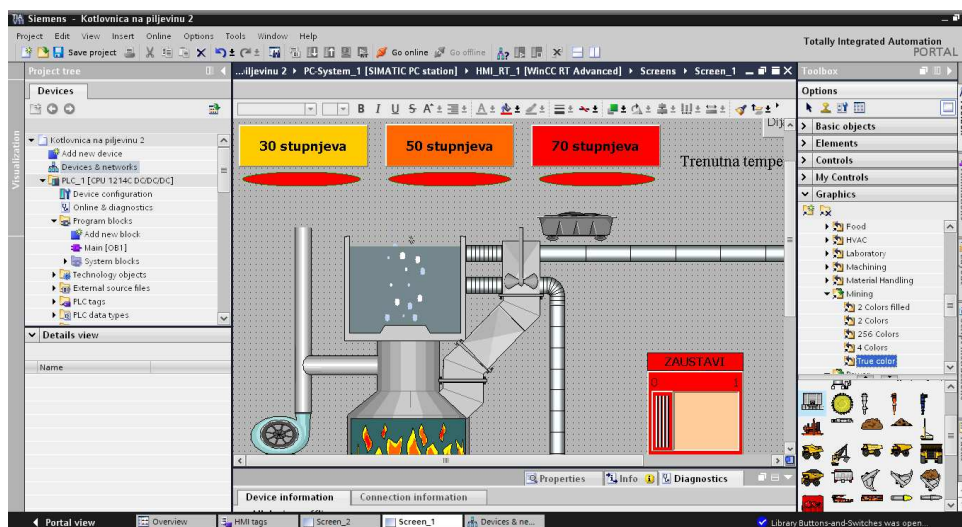 Siemens - Kotlovnica na piljevinu 2
Project Edit View Insert Online Options Tools Window Help
Save project
Go online
Go offline
Totally Integrated Automation
PORTAL
Project tree
...iljevinu 2 ▸ PC-System_1 [SIMATIC PC station] ▸ HMI_RT_1 [WinCC RT Advanced] ▸ Screens ▸ Screen_1
Toolbox
Devices
Options
Visualization
Kotlovnica na piljevinu 2
Add new device
Devices & networks
PLC_1 [CPU 1214C DC/DC/DC]
Device configuration
Online & diagnostics
Program blocks
Add new block
Main [OB1]
System blocks
Technology objects
External source files
PLC tags
PLC data types
Details view
Name
B I U S A
Dij
30 stupnjeva
50 stupnjeva
70 stupnjeva
Trenutna tempe
ZAUSTAVI
0 1
Basic objects
Elements
Controls
My Controls
Graphics
Food
HVAC
Laboratory
Machining
Material Handling
Mining
2 Colors filled
2 Colors
256 Colors
4 Colors
True color
Properties
Info
Diagnostics
Device information
Connection information
Portal view
Overview
HMI tags
Screen_2
Screen_1
Devices & ne...
Library Buttons-and-Switches was open...